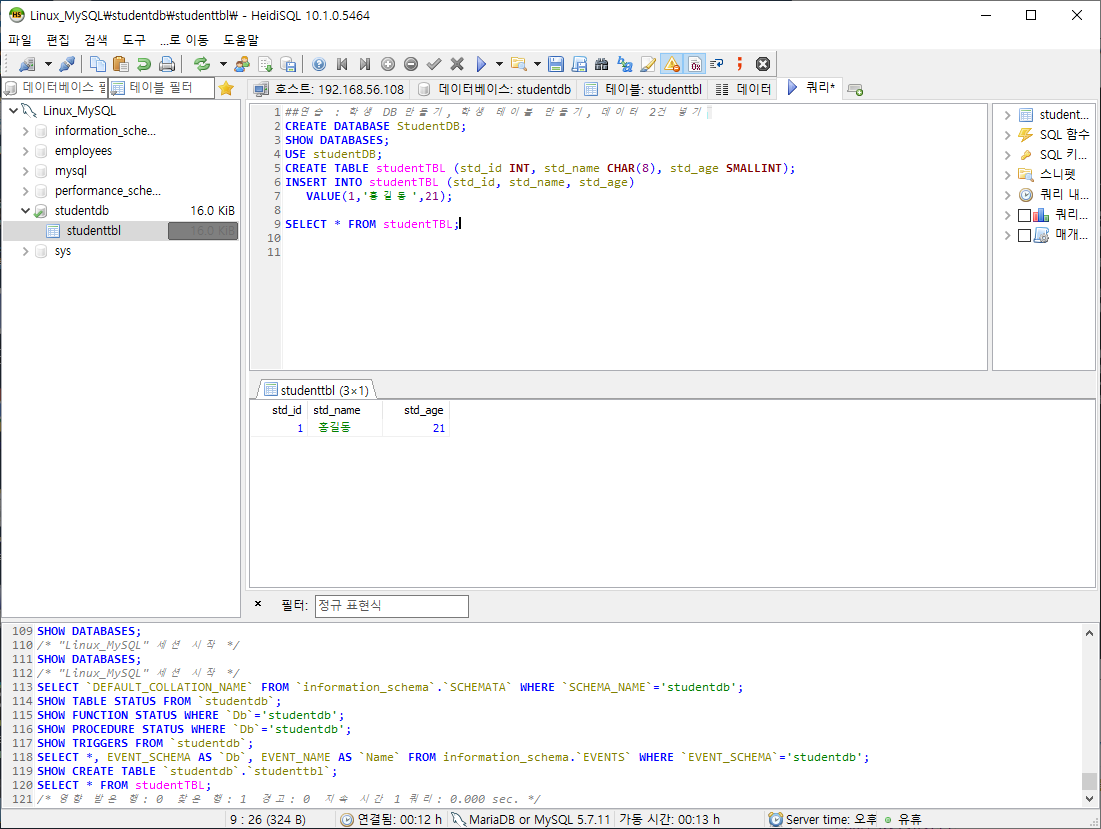 Linux_MySQL\studentdb\studenttbl\ - HeidiSQL 10.1.0.5464
파일 편집 검색 도구 ...로 이동 도움말
데이터베이스 필 테이블 필터
호스트: 192.168.56.108 데이터베이스: studentdb 테이블: studenttbl 데이터 쿼리*
Linux_MySQL
information_sche...
employees
mysql
performance_sche...
studentdb 16.0 KiB
studenttbl 16.0 KiB
sys
1 ##연습 : 학생 DB 만들기, 학생 테이블 만들기, 데이터 2건 넣기
2 CREATE DATABASE StudentDB;
3 SHOW DATABASES;
4 USE studentDB;
5 CREATE TABLE studentTBL (std_id INT, std_name CHAR(8), std_age SMALLINT);
6 INSERT INTO studentTBL (std_id, std_name, std_age)
7 VALUE(1,'홍길동',21);
8
9 SELECT * FROM studentTBL;
10
11
student...
SQL 함수
SQL 키...
스니펫
쿼리 내...
쿼리...
매개...
studenttbl (3×1)
std_id std_name std_age
1 홍길동 21
× 필터: 정규 표현식
109 SHOW DATABASES;
110 /* "Linux_MySQL" 세션 시작 */
111 SHOW DATABASES;
112 /* "Linux_MySQL" 세션 시작 */
113 SELECT `DEFAULT_COLLATION_NAME` FROM `information_schema`.`SCHEMATA` WHERE `SCHEMA_NAME`='studentdb';
114 SHOW TABLE STATUS FROM `studentdb`;
115 SHOW FUNCTION STATUS WHERE `Db`='studentdb';
116 SHOW PROCEDURE STATUS WHERE `Db`='studentdb';
117 SHOW TRIGGERS FROM `studentdb`;
118 SELECT *, EVENT_SCHEMA AS `Db`, EVENT_NAME AS `Name` FROM information_schema.`EVENTS` WHERE `EVENT_SCHEMA`='studentdb';
119 SHOW CREATE TABLE `studentdb`.`studenttbl`;
120 SELECT * FROM studentTBL;
121 /* 영향 받은 행: 0 찾은 행: 1 경고: 0 지속 시간 1 쿼리: 0.000 sec. */
9 : 26 (324 B) 연결됨: 00:12 h MariaDB or MySQL 5.7.11 가동 시간: 00:13 h Server time: 오후 유휴